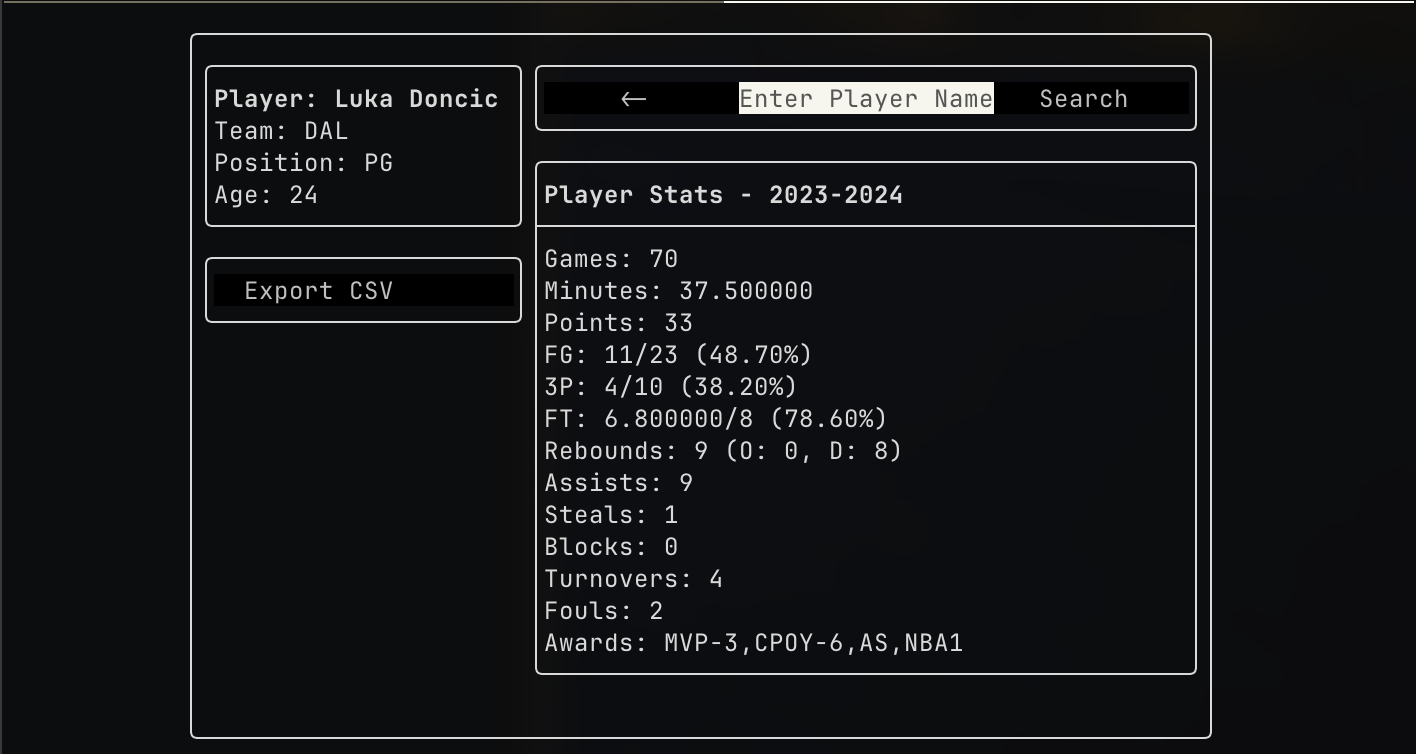 Player: Luka Doncic
Team: DAL
Position: PG
Age: 24
Export CSV
← Enter Player Name Search
Player Stats - 2023-2024
Games: 70
Minutes: 37.500000
Points: 33
FG: 11/23 (48.70%)
3P: 4/10 (38.20%)
FT: 6.800000/8 (78.60%)
Rebounds: 9 (O: 0, D: 8)
Assists: 9
Steals: 1
Blocks: 0
Turnovers: 4
Fouls: 2
Awards: MVP-3,CPOY-6,AS,NBA1